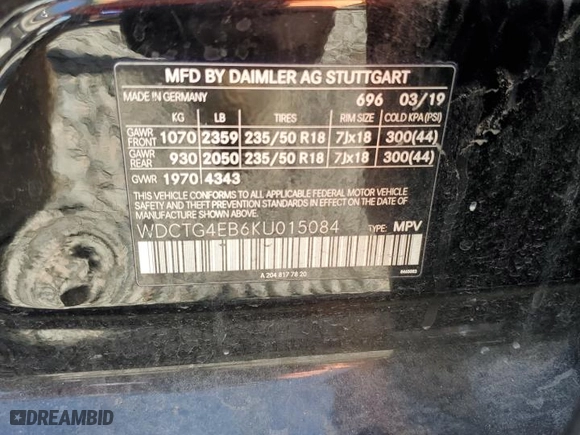 MFD BY DAIMLER AG STUTTGART
MADE IN GERMANY 696 03/19
KG LB TIRES RIM SIZE COLD KPA (PSI)
GAWR FRONT 1070 2359 235/50 R18 7Jx18 300(44)
GAWR REAR 930 2050 235/50 R18 7Jx18 300(44)
GVWR 1970 4343
THIS VEHICLE CONFORMS TO ALL APPLICABLE FEDERAL MOTOR VEHICLE
SAFETY AND THEFT PREVENTION STANDARDS IN EFFECT ON THE DATE OF
MANUFACTURE SHOWN ABOVE.
WDCTG4EB6KU015084 TYPE: MPV
A 204 817 78 20
DREAMBID